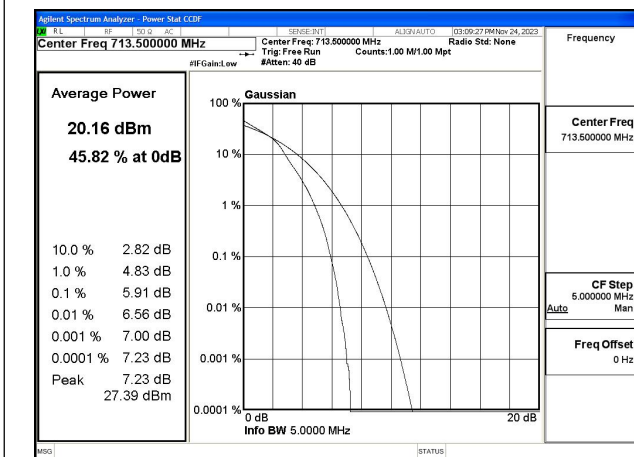 Agilent Spectrum Analyzer - Power Stat CCDF
RL RF 50 Ω AC SENSE:INT ALIGN AUTO 03:09:27 PM Nov 24, 2023
Center Freq 713.500000 MHz
Center Freq: 713.500000 MHz Radio Std: None
Trig: Free Run Counts:1.00 M/1.00 Mpt
#IFGain:Low #Atten: 40 dB
Frequency
Average Power
20.16 dBm
45.82 % at 0dB
10.0 % 2.82 dB
1.0 % 4.83 dB
0.1 % 5.91 dB
0.01 % 6.56 dB
0.001 % 7.00 dB
0.0001 % 7.23 dB
Peak 7.23 dB
27.39 dBm
Gaussian
100 %
10 %
1 %
0.1 %
0.01 %
0.001 %
0.0001 %
0 dB 20 dB
Info BW 5.0000 MHz
Center Freq
713.500000 MHz
CF Step
5.000000 MHz
Auto Man
Freq Offset
0 Hz
MSG STATUS